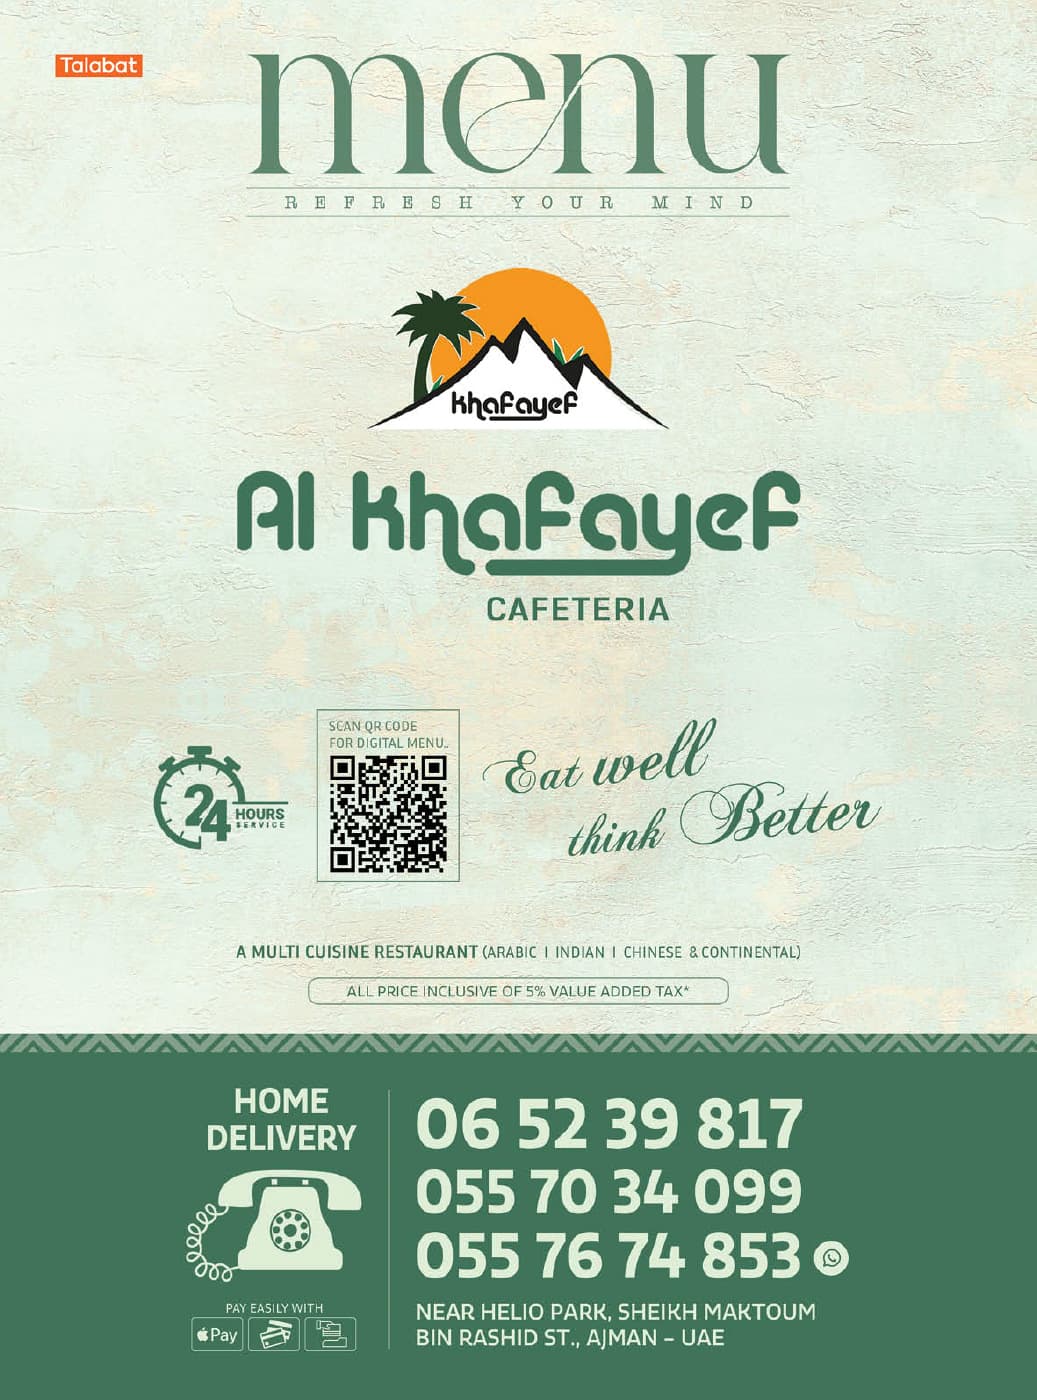 Talabat
menu
REFRESH YOUR MIND
khafayef
Al khafayef
CAFETERIA
24
HOURS
SERVICE
SCAN QR CODE
FOR DIGITAL MENU..
Eat well
think Better
A MULTI CUISINE RESTAURANT (ARABIC I INDIAN I CHINESE & CONTINENTAL)
ALL PRICE INCLUSIVE OF 5% VALUE ADDED TAX*
HOME
DELIVERY
06 52 39 817
055 70 34 099
055 76 74 853
PAY EASILY WITH
Pay
NEAR HELIO PARK, SHEIKH MAKTOUM
BIN RASHID ST., AJMAN – UAE